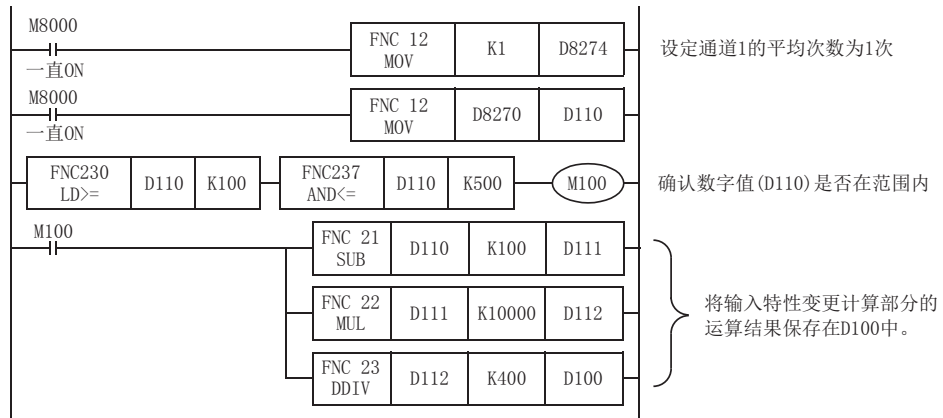 M8000
一直ON
FNC 12
MOV
K1
D8274
设定通道1的平均次数为1次
M8000
一直ON
FNC 12
MOV
D8270
D110
FNC230
LD>=
D110
K100
FNC237
AND<=
D110
K500
M100
确认数字值(D110)是否在范围内
M100
FNC 21
SUB
D110
K100
D111
FNC 22
MUL
D111
K10000
D112
FNC 23
DDIV
D112
K400
D100
将输入特性变更计算部分的
运算结果保存在D100中。